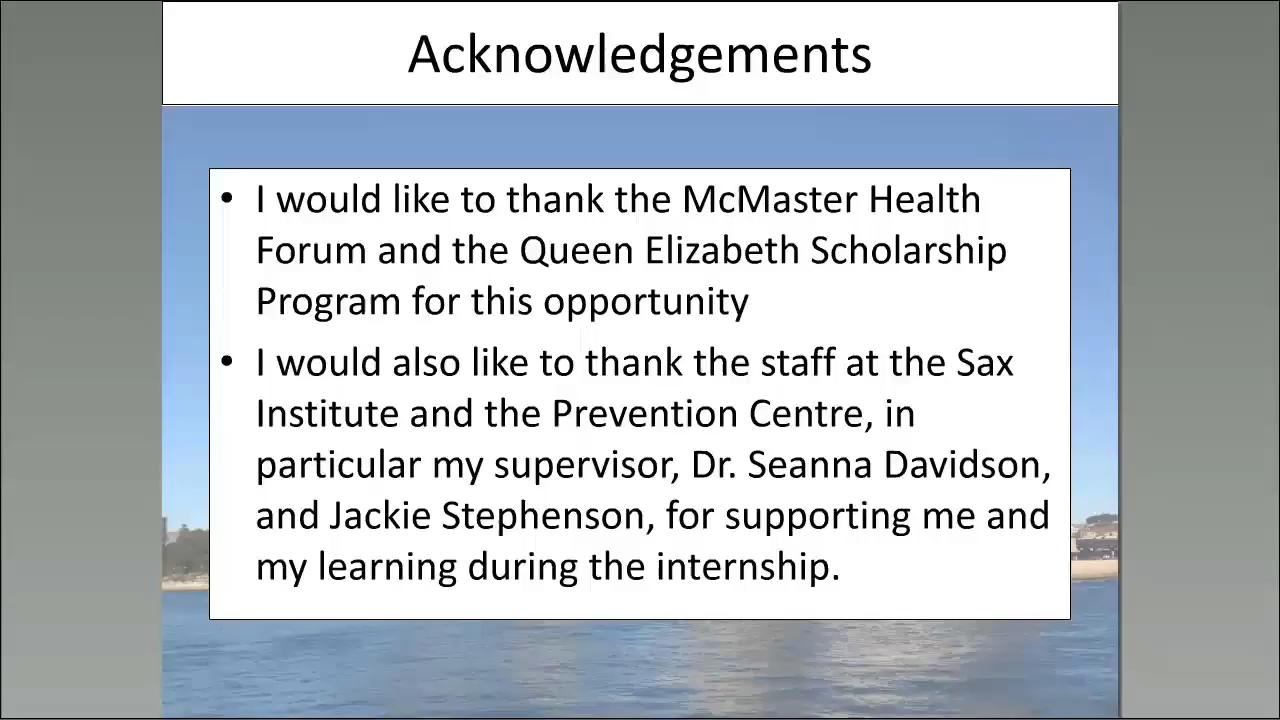 Acknowledgements
• I would like to thank the McMaster Health
Forum and the Queen Elizabeth Scholarship
Program for this opportunity
• I would also like to thank the staff at the Sax
Institute and the Prevention Centre, in
particular my supervisor, Dr. Seanna Davidson,
and Jackie Stephenson, for supporting me and
my learning during the internship.